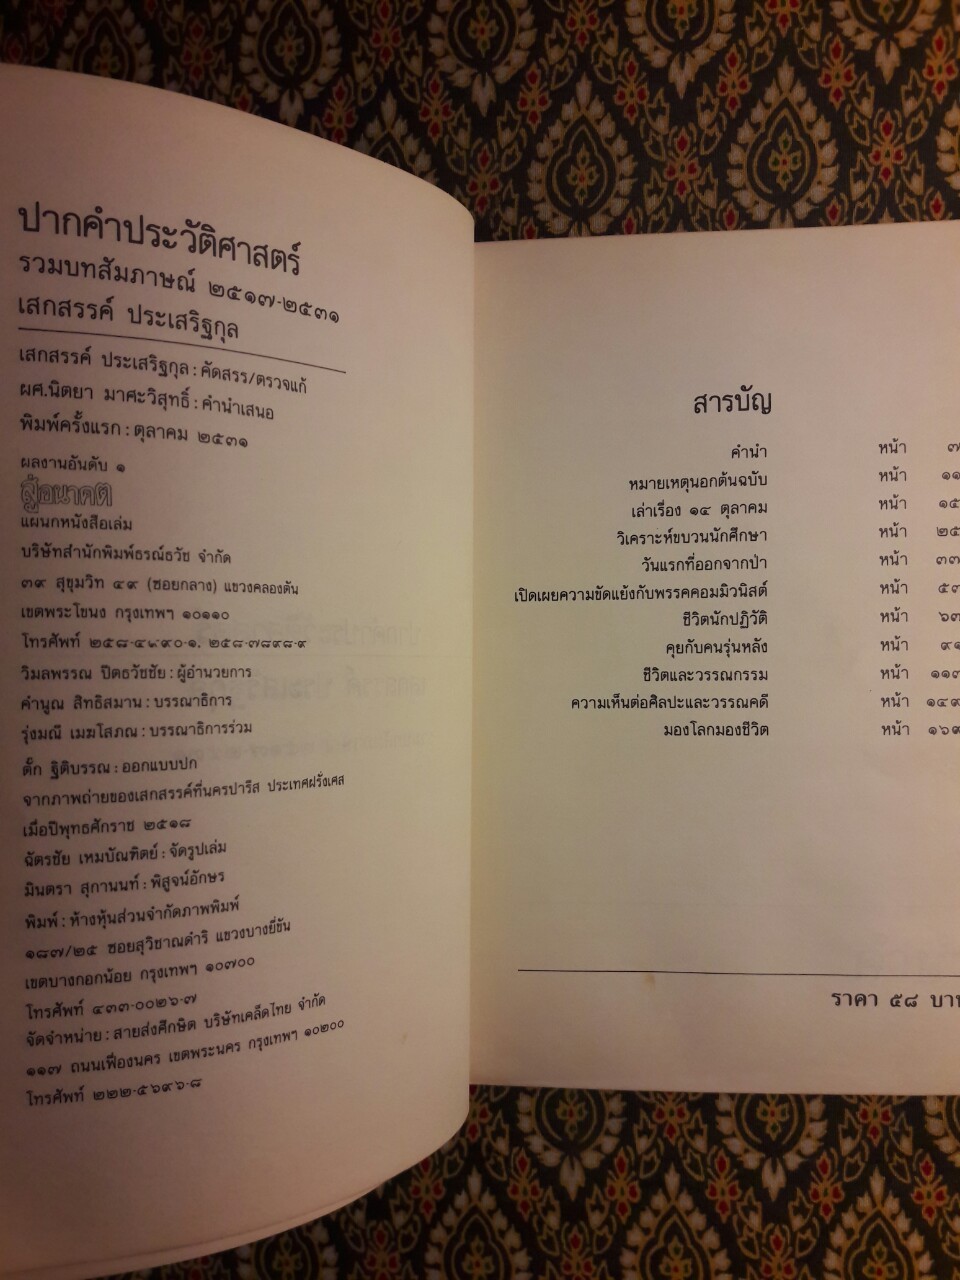 ปากคำประวัติศาสตร์
รวมบทสัมภาษณ์ ๒๕๑๗-๒๕๓๑
เสกสรรค์ ประเสริฐกุล
เสกสรรค์ ประเสริฐกุล : คัดสรร/ตรวจแก้
ผศ.นิตยา มาศะวิสุทธิ์ : คำนำเสนอ
พิมพ์ครั้งแรก : ตุลาคม ๒๕๓๑
ผลงานอันดับ ๑
สู่อนาคต
แผนกหนังสือเล่ม
บริษัทสำนักพิมพ์ธรณ์ธวัช จำกัด
๓๙ สุขุมวิท ๔๙ (ซอยกลาง) แขวงคลองตัน
เขตพระโขนง กรุงเทพฯ ๑๐๑๑๐
โทรศัพท์ ๒๕๘-๔๙๙๐-๑, ๒๕๘-๗๘๙๘-๙
วิมลพรรณ ปีตธวัชชัย : ผู้อำนวยการ
คำนูณ สิทธิสมาน : บรรณาธิการ
รุ่งมณี เมฆโสภณ : บรรณาธิการร่วม
ตั๊ก ฐิติบรรณ : ออกแบบปก
จากภาพถ่ายของเสกสรรค์ที่นครปารีส ประเทศฝรั่งเศส
เมื่อปีพุทธศักราช ๒๕๑๘
ฉัตรชัย เหมบัณฑิตย์ : จัดรูปเล่ม
มินตรา สุกานนท์ : พิสูจน์อักษร
พิมพ์ : ห้างหุ้นส่วนจำกัดภาพพิมพ์
๑๘๗/๒๕ ซอยสุวิชาณดำริ แขวงบางยี่ขัน
เขตบางกอกน้อย กรุงเทพฯ ๑๐๗๐๐
โทรศัพท์ ๔๓๓-๐๐๒๖-๗
จัดจำหน่าย : สายส่งศึกษิต บริษัทเคล็ดไทย จำกัด
๑๑๗ ถนนเฟื่องนคร เขตพระนคร กรุงเทพฯ ๑๐๒๐๐
โทรศัพท์ ๒๒๒-๕๖๙๖-๘
สารบัญ
คำนำ หน้า ๗
หมายเหตุนอกต้นฉบับ หน้า ๑๑
เล่าเรื่อง ๑๔ ตุลาคม หน้า ๑๕
วิเคราะห์ขบวนนักศึกษา หน้า ๒๕
วันแรกที่ออกจากป่า หน้า ๓๗
เปิดเผยความขัดแย้งกับพรรคคอมมิวนิสต์ หน้า ๕๗
ชีวิตนักปฏิวัติ หน้า ๖๗
คุยกับคนรุ่นหลัง หน้า ๙๑
ชีวิตและวรรณกรรม หน้า ๑๑๗
ความเห็นต่อศิลปะและวรรณคดี หน้า ๑๔๙
มองโลกมองชีวิต หน้า ๑๖๙
ราคา ๕๘ บาท